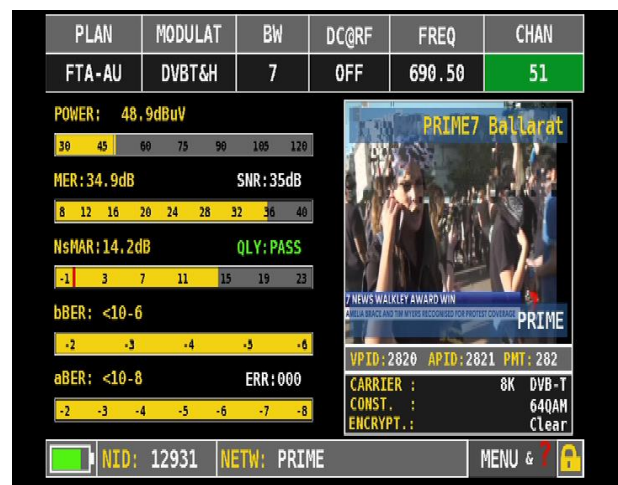 PLAN MODULAT BW DC@RF FREQ CHAN
FTA-AU DVBT&H 7 OFF 690.50 51
POWER: 48.9dBuV
30 45 60 75 90 105 120
MER:34.9dB SNR:35dB
8 12 16 20 24 28 32 36 40
NsMAR:14.2dB QLY:PASS
-1 3 7 11 15 19 23
bBER: <10-6
-2 -3 -4 -5 -6
aBER: <10-8 ERR:000
-2 -3 -4 -5 -6 -7 -8
PRIME7 Ballarat
7 NEWS WALKLEY AWARD WIN
AMELIA BRACE AND TIM MYERS RECOGNISED FOR PROTEST COVERAGE
PRIME
VPID:2820 APID:2821 PMT:282
CARRIER : 8K DVB-T
CONST. : 64QAM
ENCRYPT.: Clear
NID: 12931 NETW: PRIME MENU & ?